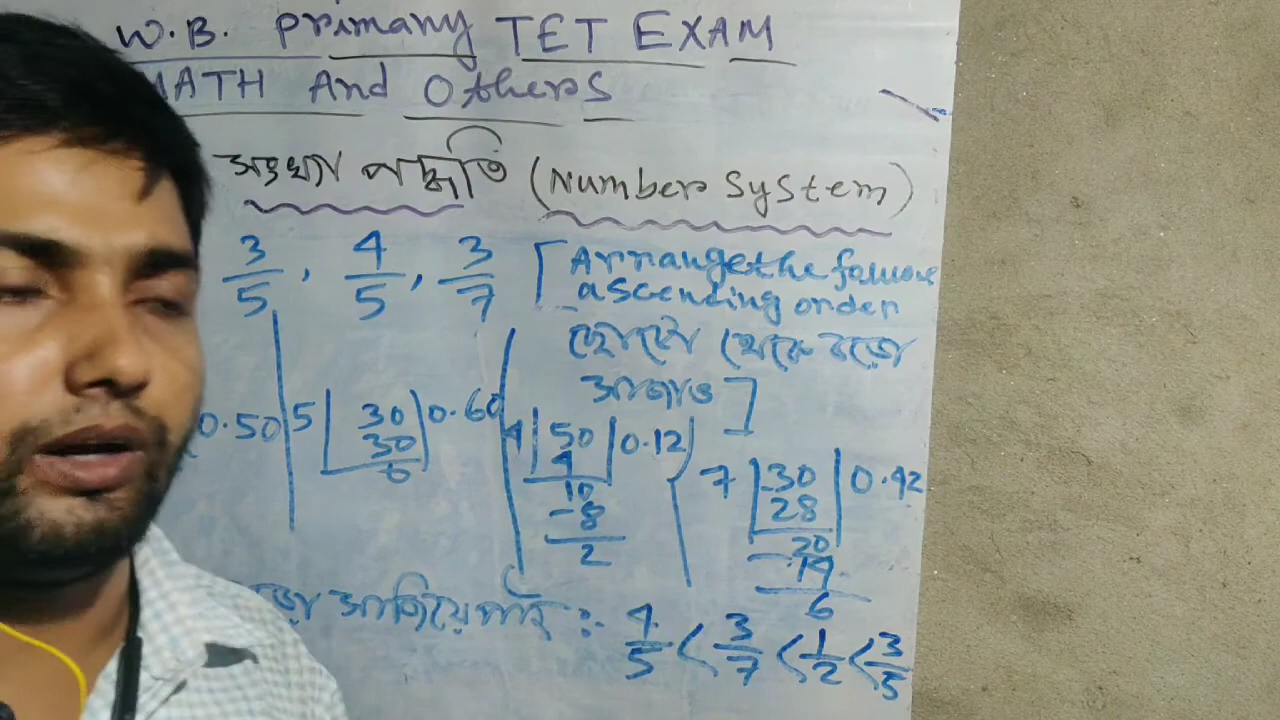 W.B. Primary TET EXAM
MATH And Others
সংখ্যা পদ্ধতি (Number System)
3/5, 4/5, 3/7 [Arrange the
ascending order
ছোটো থেকে বড়ো
সাজাও]
0.50 | 5 | 30 | 0.60 | 4 | 50 | 0.12 | 7 | 30 | 0.42
30 4 28
0 10 20
-8 -14
2 6
সাজিয়ে পাই :- 4/5 < 3/7 < 1/2 < 3/5